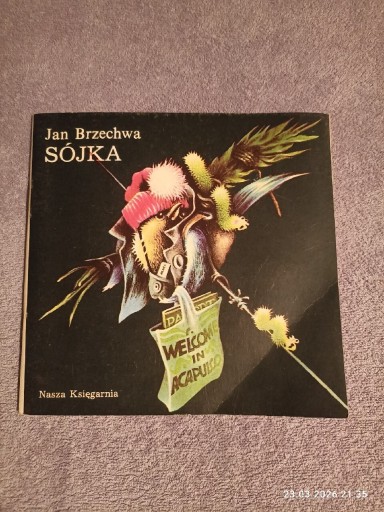 Jan Brzechwa
SÓJKA
WELCOME
IN
ACAPULCO
Nasza Księgarnia
23.03.2026 21:35